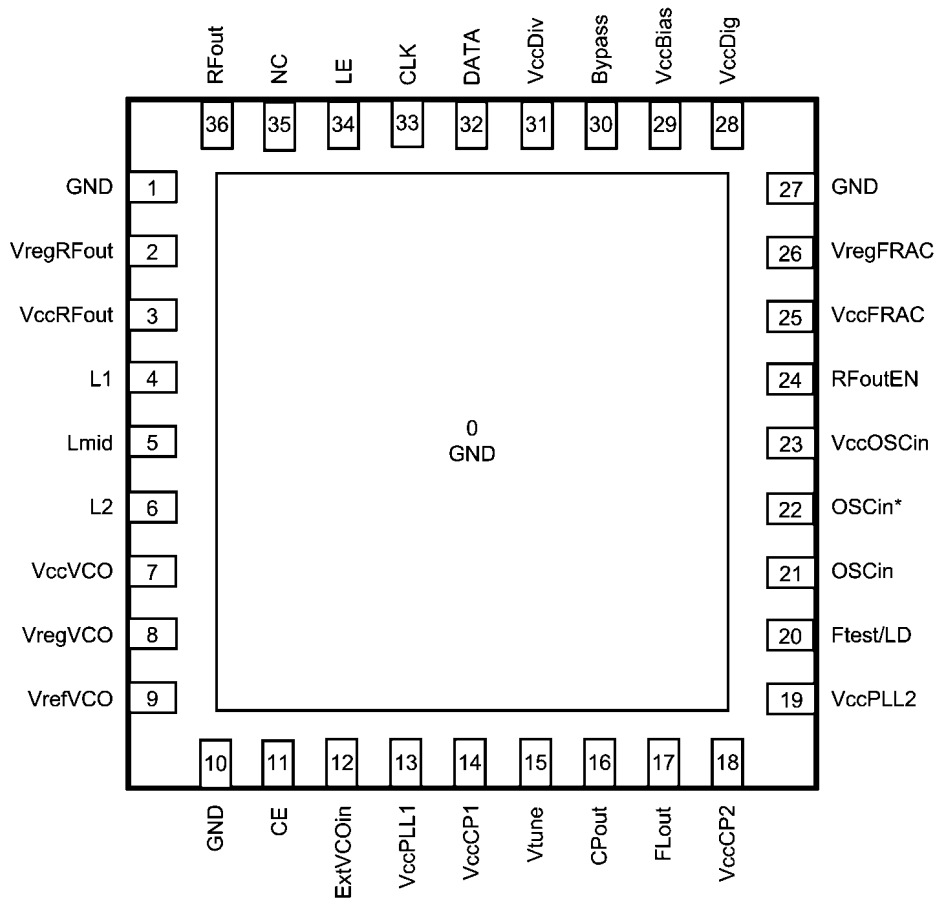 RFout NC LE CLK DATA VccDiv Bypass VccBias VccDig
36 35 34 33 32 31 30 29 28
GND 1 27 GND
VregRFout 2 26 VregFRAC
VccRFout 3 25 VccFRAC
L1 4 24 RFoutEN
0
GND
Lmid 5 23 VccOSCin
L2 6 22 OSCin*
VccVCO 7 21 OSCin
VregVCO 8 20 Ftest/LD
VrefVCO 9 19 VccPLL2
10 11 12 13 14 15 16 17 18
GND CE ExtVCOin VccPLL1 VccCP1 Vtune CPout FLout VccCP2